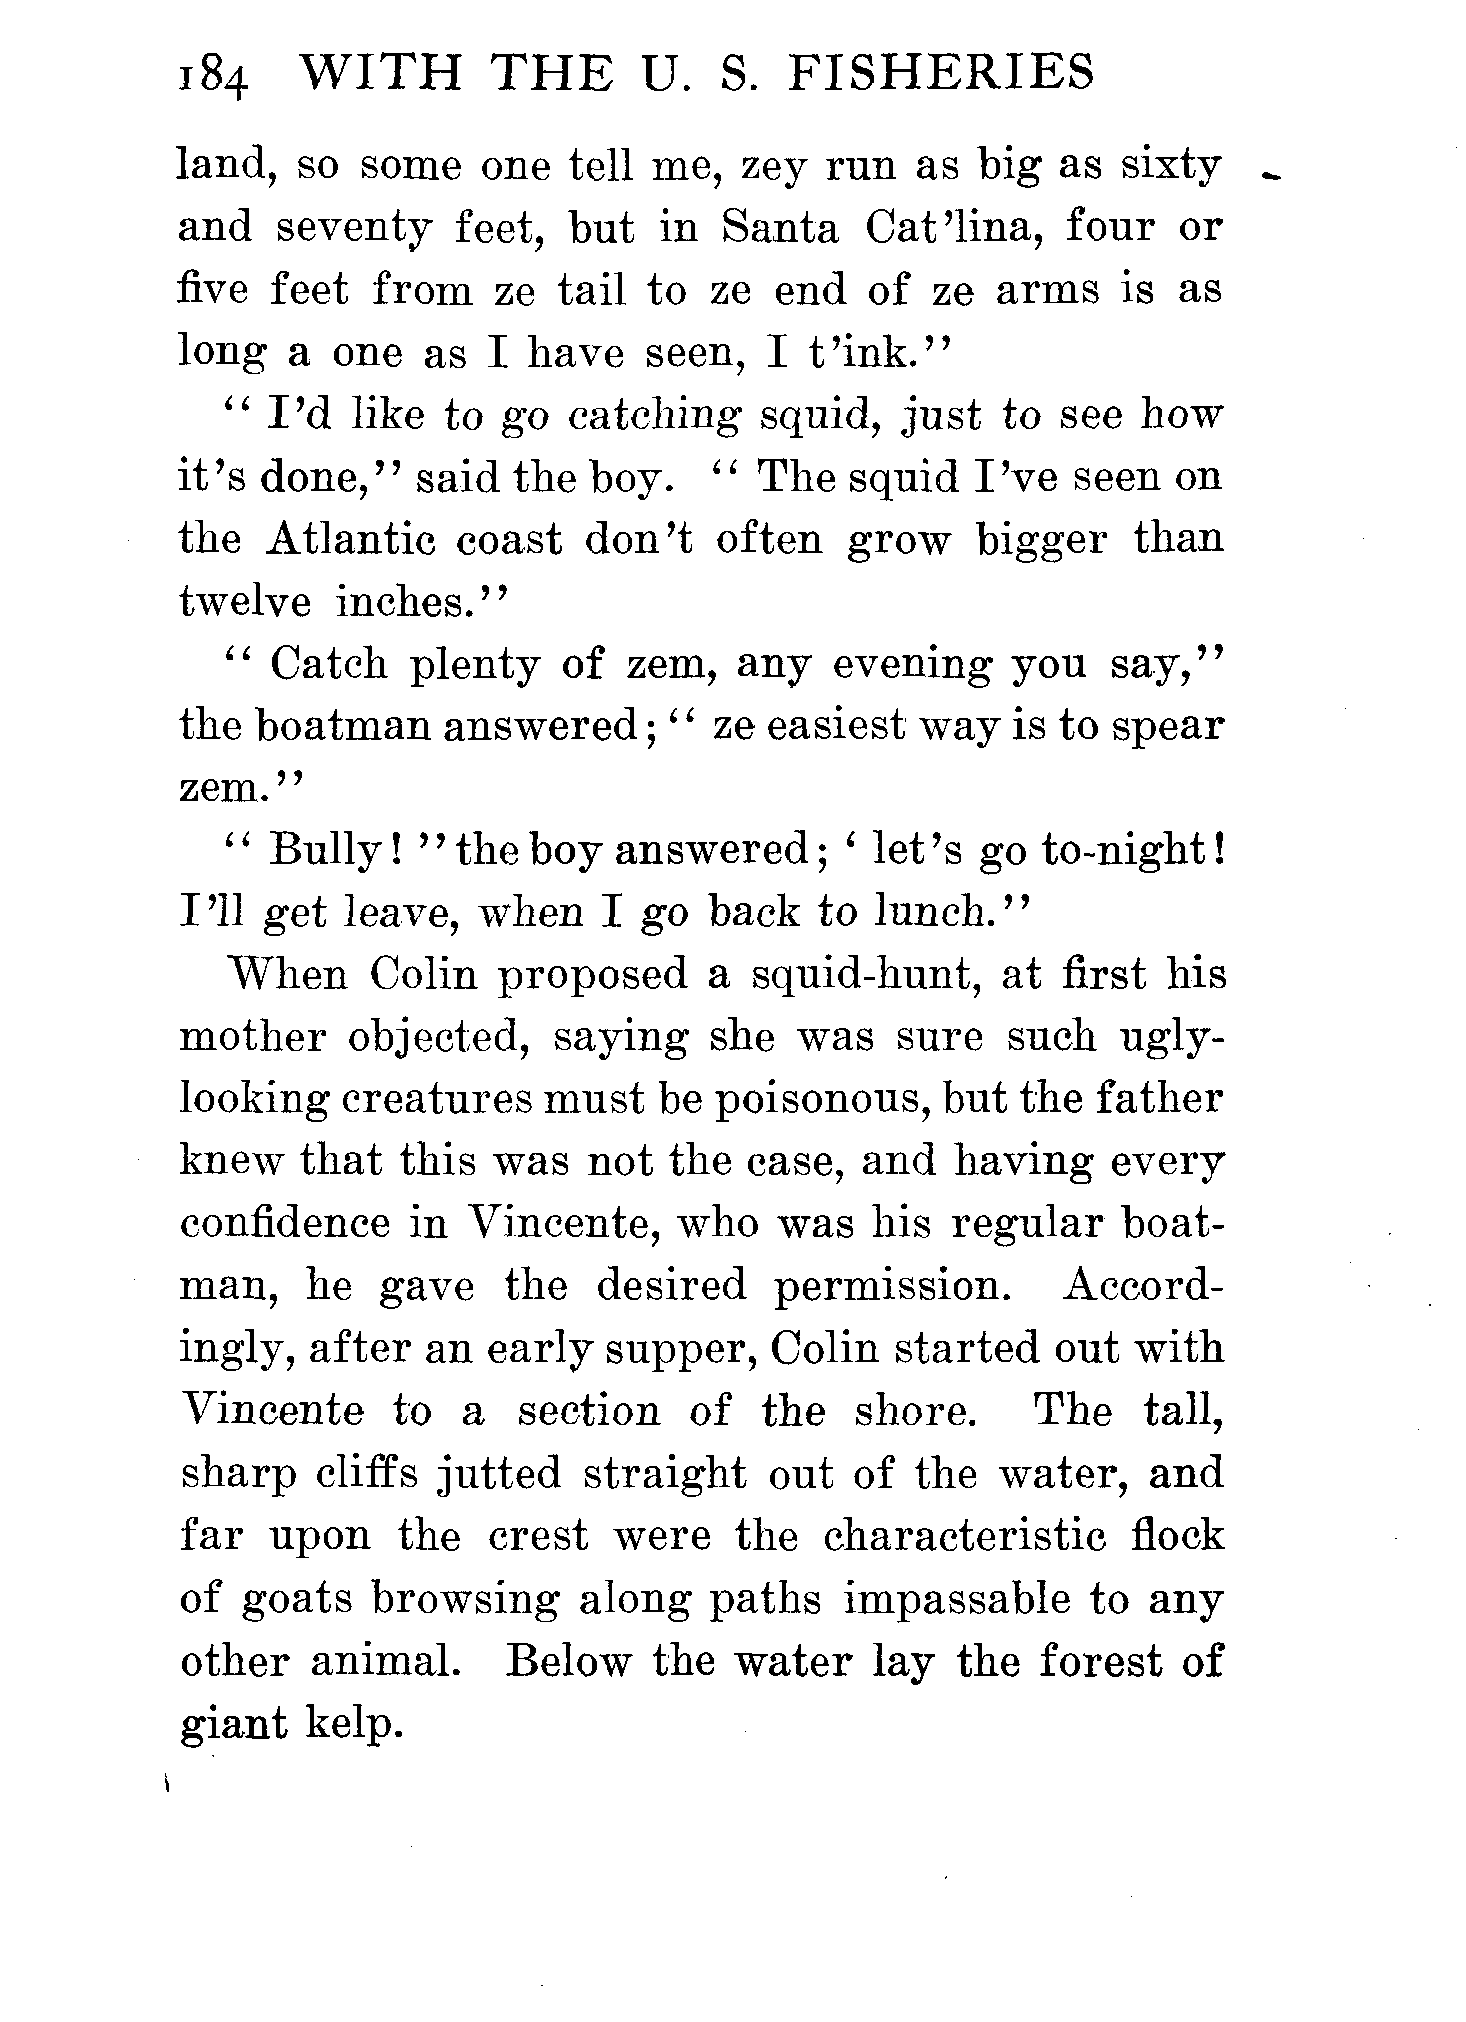 184 WITH THE U. S. FISHERIES
land, so some one tell me, zey run as big as sixty
and seventy feet, but in Santa Cat'lina, four or
five feet from ze tail to ze end of ze arms is as
long a one as I have seen, I t'ink.''
“ I'd like to go catching squid, just to see how
it's done,” said the boy. “ The squid I've seen on
the Atlantic coast don't often grow bigger than
twelve inches.”
“ Catch plenty of zem, any evening you say,”
the boatman answered; “ ze easiest way is to spear
zem.”
“ Bully! ” the boy answered; ‘ let's go to-night!
I'll get leave, when I go back to lunch.”
When Colin proposed a squid-hunt, at first his
mother objected, saying she was sure such ugly-
looking creatures must be poisonous, but the father
knew that this was not the case, and having every
confidence in Vincente, who was his regular boat-
man, he gave the desired permission. Accord-
ingly, after an early supper, Colin started out with
Vincente to a section of the shore. The tall,
sharp cliffs jutted straight out of the water, and
far upon the crest were the characteristic flock
of goats browsing along paths impassable to any
other animal. Below the water lay the forest of
giant kelp.